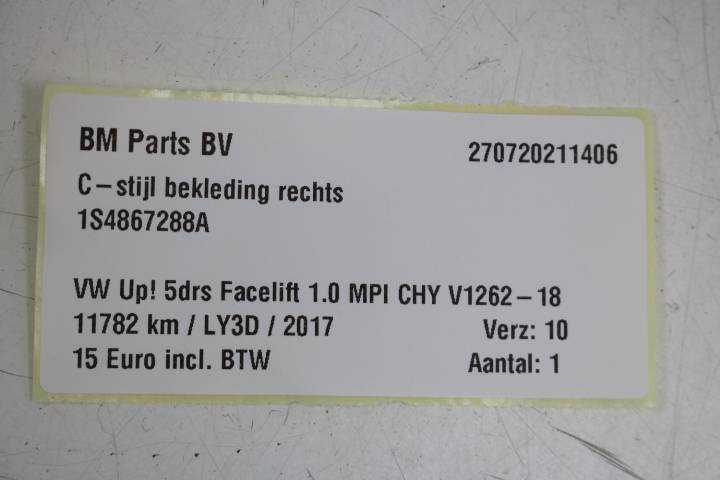 BM Parts BV 270720211406
C-stijl bekleding rechts
1S4867288A
VW Up! 5drs Facelift 1.0 MPI CHY V1262-18
11782 km / LY3D / 2017 Verz: 10
15 Euro incl. BTW Aantal: 1